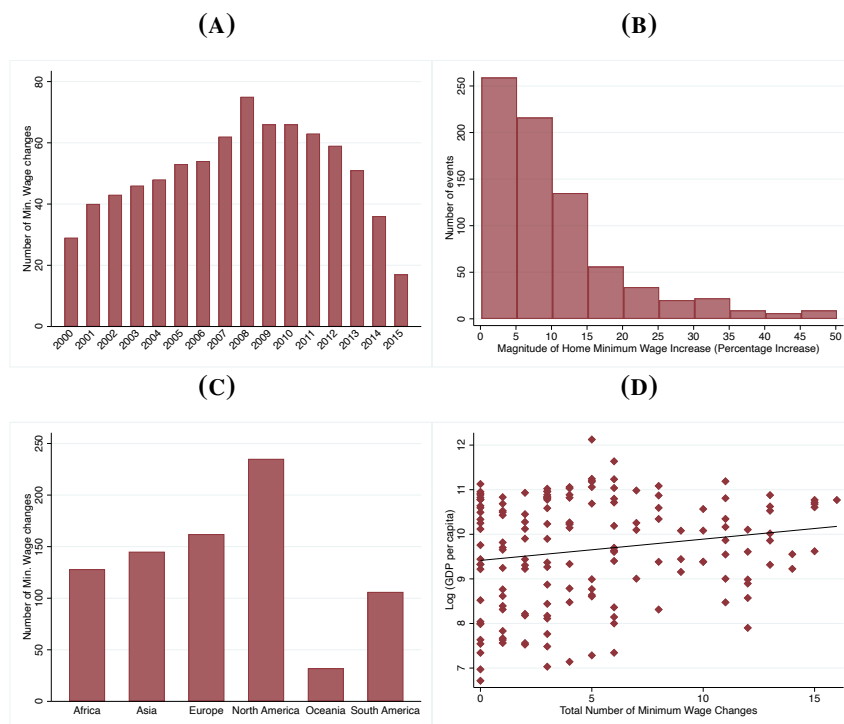 (A)
Number of Min. Wage changes
80
60
40
20
0
2000 2001 2002 2003 2004 2005 2006 2007 2008 2009 2010 2011 2012 2013 2014 2015
(B)
Number of events
250
200
150
100
50
0
0 5 10 15 20 25 30 35 40 45 50
Magnitude of Home Minimum Wage Increase (Percentage Increase)
(C)
Number of Min. Wage changes
250
200
150
100
50
0
Africa Asia Europe North America Oceania South America
(D)
Log (GDP per capita)
12
11
10
9
8
7
0 5 10 15
Total Number of Minimum Wage Changes